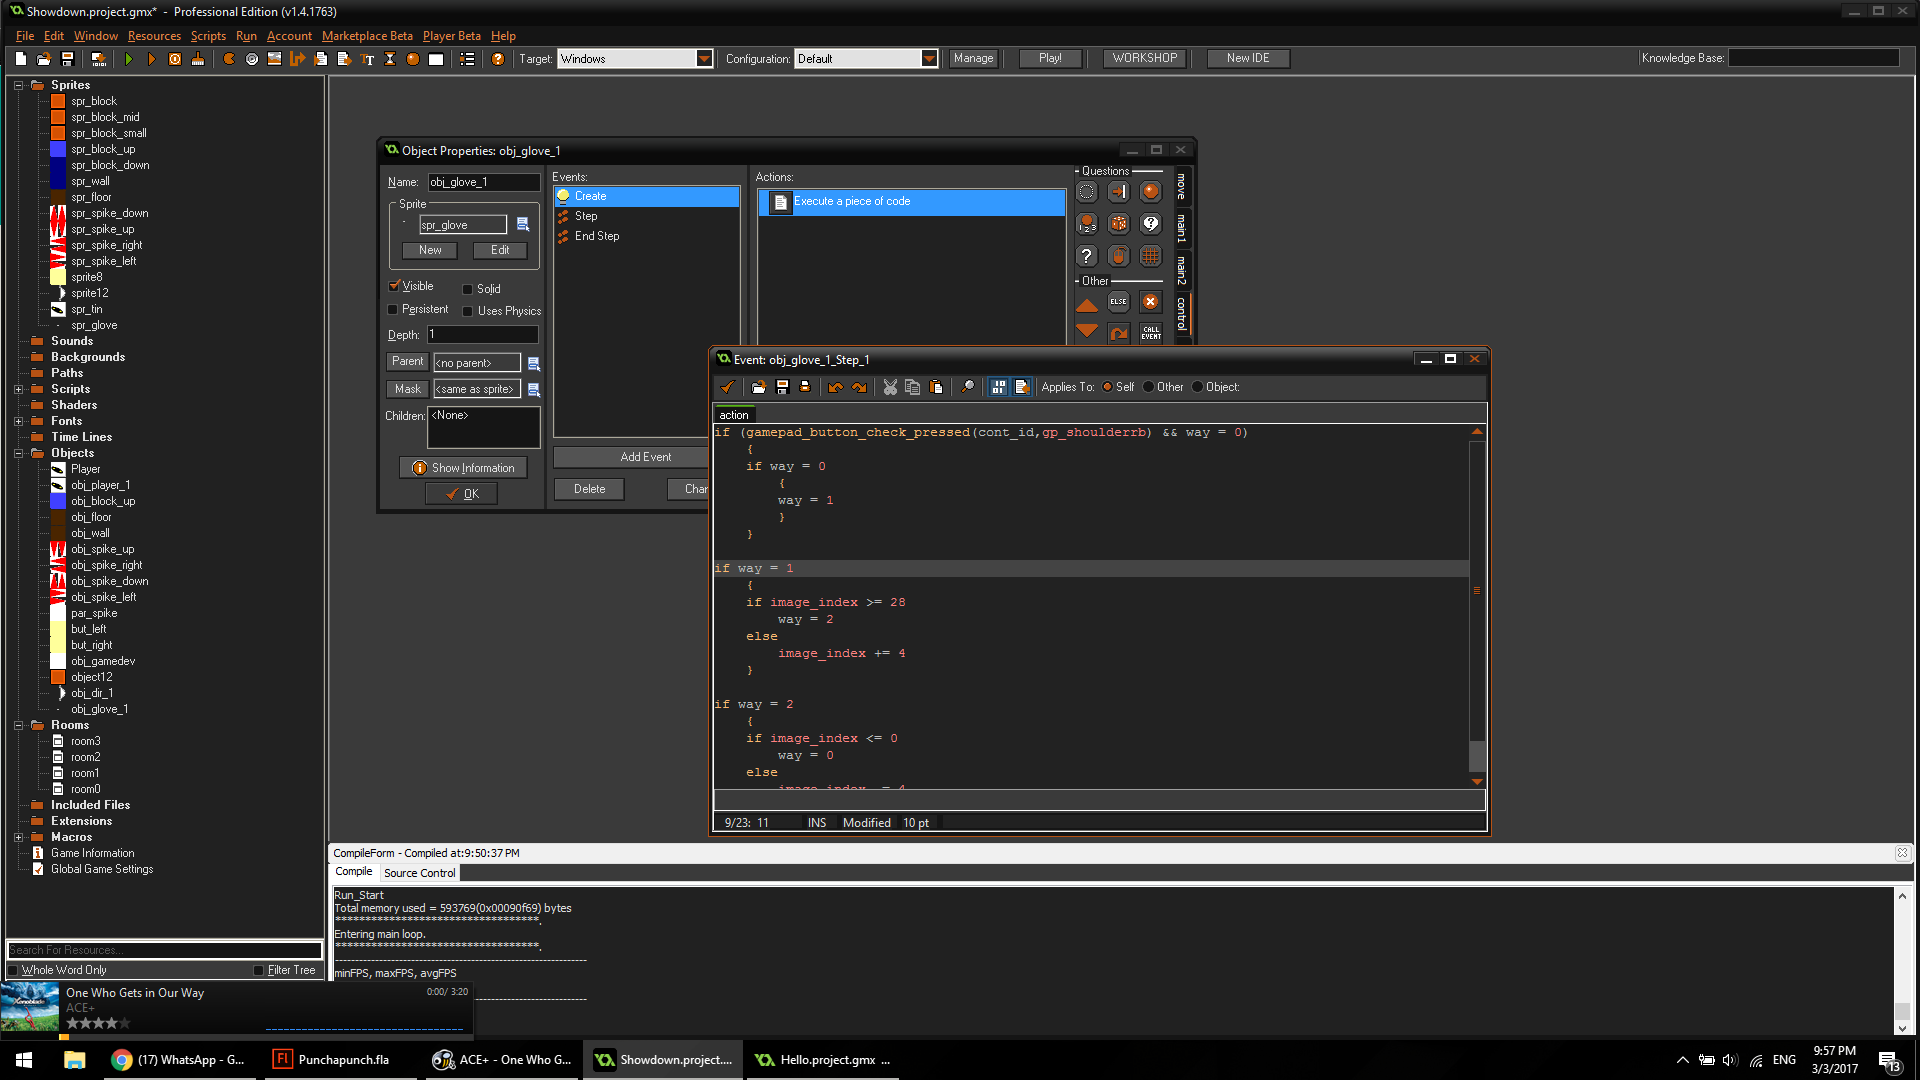 Showdown.project.gmx* - Professional Edition (v1.4.1763)
File Edit Window Resources Scripts Run Account Marketplace Beta Player Beta Help
Target: Windows Configuration: Default Manage Play! WORKSHOP New IDE Knowledge Base:
Sprites
spr_block
spr_block_mid
spr_block_small
spr_block_up
spr_block_down
spr_wall
spr_floor
spr_spike_down
spr_spike_up
spr_spike_right
spr_spike_left
sprite8
sprite12
spr_tin
spr_glove
Sounds
Backgrounds
Paths
Scripts
Shaders
Fonts
Time Lines
Objects
Player
obj_player_1
obj_block_up
obj_floor
obj_wall
obj_spike_up
obj_spike_right
obj_spike_down
obj_spike_left
par_spike
but_left
but_right
obj_gamedev
object12
obj_dir_1
obj_glove_1
Rooms
room3
room2
room1
room0
Included Files
Extensions
Macros
Game Information
Global Game Settings
Search For Resources...
Whole Word Only Filter Tree
Object Properties: obj_glove_1
Name: obj_glove_1
Sprite
spr_glove
New Edit
Visible Solid
Persistent Uses Physics
Depth: 1
Parent <no parent>
Mask <same as sprite>
Children: <None>
Show Information
OK
Events:
Create
Step
End Step
Add Event
Delete Chan
Actions:
Execute a piece of code
Questions
Other
ELSE
CALL EVENT
move
main1
main2
control
Event: obj_glove_1_Step_1
Applies To: Self Other Object:
action
if (gamepad_button_check_pressed(cont_id,gp_shoulderrb) && way = 0)
{
if way = 0
{
way = 1
}
}
if way = 1
{
if image_index >= 28
way = 2
else
image_index += 4
}
if way = 2
{
if image_index <= 0
way = 0
else
9/23: 11 INS Modified 10 pt
CompileForm - Compiled at:9:50:37 PM
Compile Source Control
Run_Start
Total memory used = 593769(0x00090f69) bytes
***********************************.
Entering main loop.
***********************************.
minFPS, maxFPS, avgFPS
One Who Gets in Our Way 0:00/ 3:20
ACE+
Xenoblade
(17) WhatsApp - G...
Punchapunch.fla
ACE+ - One Who G...
Showdown.project....
Hello.project.gmx ...
ENG
9:57 PM
3/3/2017
13